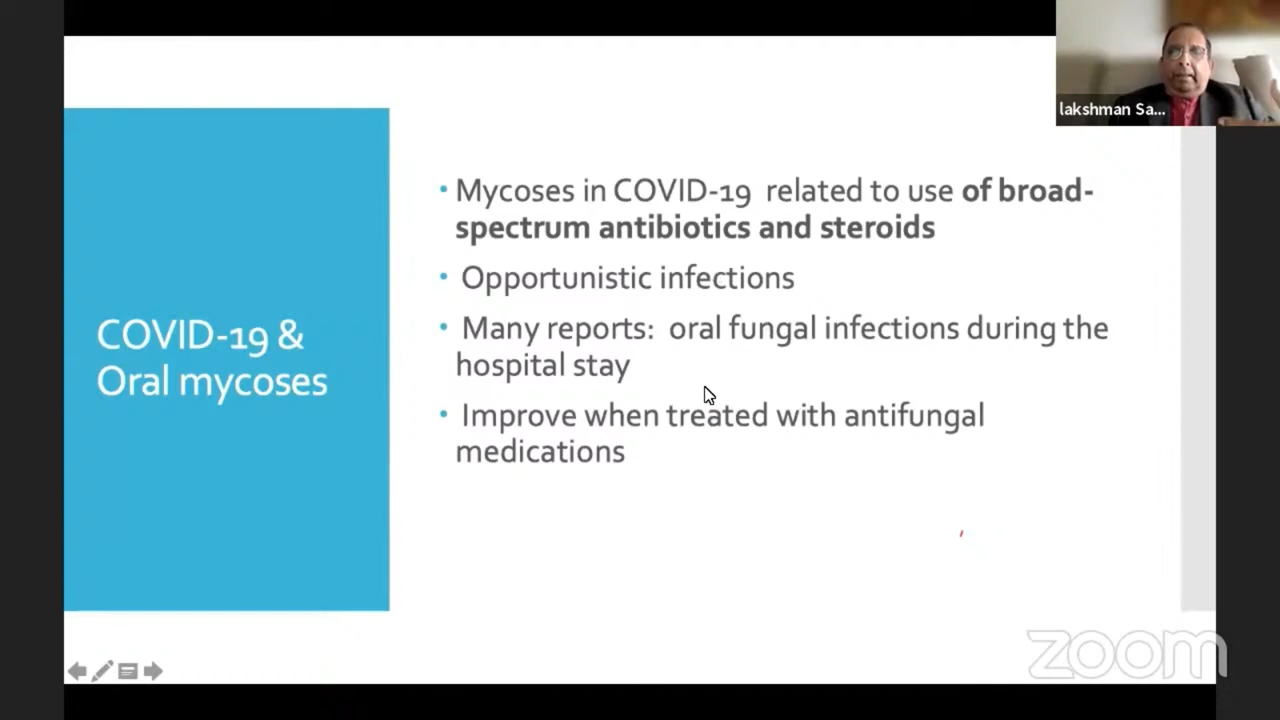 lakshman Sa...
COVID-19 &
Oral mycoses
• Mycoses in COVID-19 related to use of broad-
spectrum antibiotics and steroids
• Opportunistic infections
• Many reports: oral fungal infections during the
hospital stay
• Improve when treated with antifungal
medications
zoom